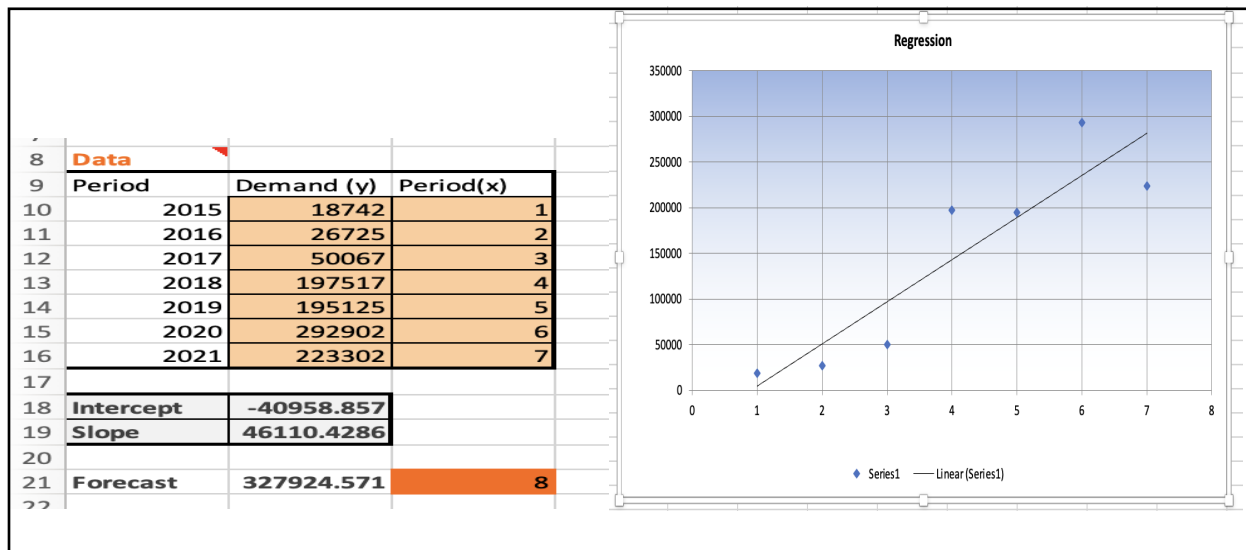 8 Data
9 Period Demand (y) Period(x)
10 2015 18742 1
11 2016 26725 2
12 2017 50067 3
13 2018 197517 4
14 2019 195125 5
15 2020 292902 6
16 2021 223302 7
17
18 Intercept -40958.857
19 Slope 46110.4286
20
21 Forecast 327924.571 8
Regression
350000
300000
250000
200000
150000
100000
50000
0
0 1 2 3 4 5 6 7 8
Series1 Linear (Series1)